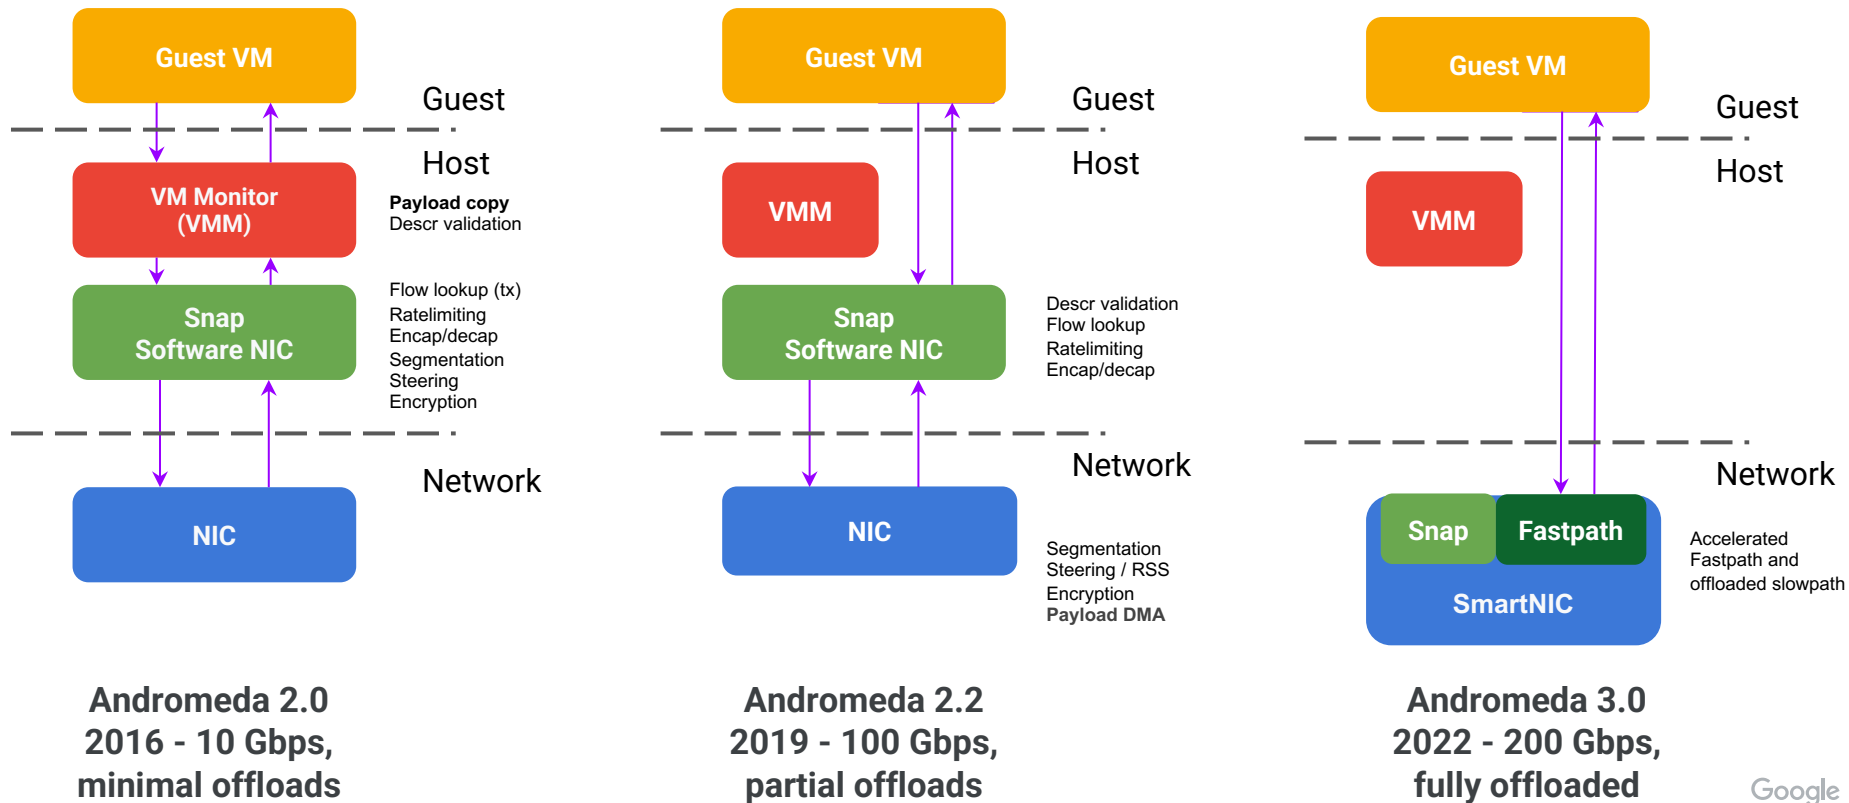 Guest VM
Guest
Host
VM Monitor
(VMM)
Payload copy
Descr validation
Snap
Software NIC
Flow lookup (tx)
Ratelimiting
Encap/decap
Segmentation
Steering
Encryption
Network
NIC
Andromeda 2.0
2016 - 10 Gbps,
minimal offloads
Guest VM
Guest
Host
VMM
Snap
Software NIC
Descr validation
Flow lookup
Ratelimiting
Encap/decap
Network
NIC
Segmentation
Steering / RSS
Encryption
Payload DMA
Andromeda 2.2
2019 - 100 Gbps,
partial offloads
Guest VM
Guest
Host
VMM
Network
Snap
Fastpath
SmartNIC
Accelerated
Fastpath and
offloaded slowpath
Andromeda 3.0
2022 - 200 Gbps,
fully offloaded
Google